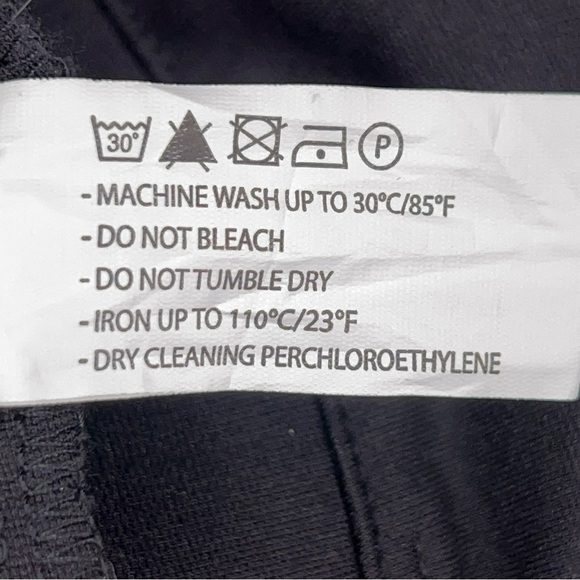 30° P
- MACHINE WASH UP TO 30°C/85°F
- DO NOT BLEACH
- DO NOT TUMBLE DRY
- IRON UP TO 110°C/23°F
- DRY CLEANING PERCHLOROETHYLENE